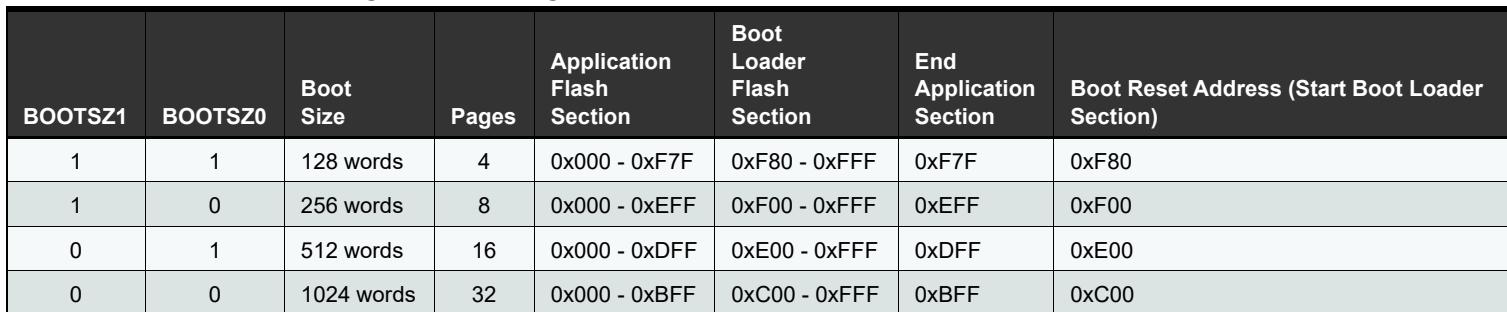 BOOTSZ1 BOOTSZ0 Boot Size Pages Application Flash Section Boot Loader Flash Section End Application Section Boot Reset Address (Start Boot Loader Section)
1 1 128 words 4 0x000 - 0xF7F 0xF80 - 0xFFF 0xF7F 0xF80
1 0 256 words 8 0x000 - 0xEFF 0xF00 - 0xFFF 0xEFF 0xF00
0 1 512 words 16 0x000 - 0xDFF 0xE00 - 0xFFF 0xDFF 0xE00
0 0 1024 words 32 0x000 - 0xBFF 0xC00 - 0xFFF 0xBFF 0xC00